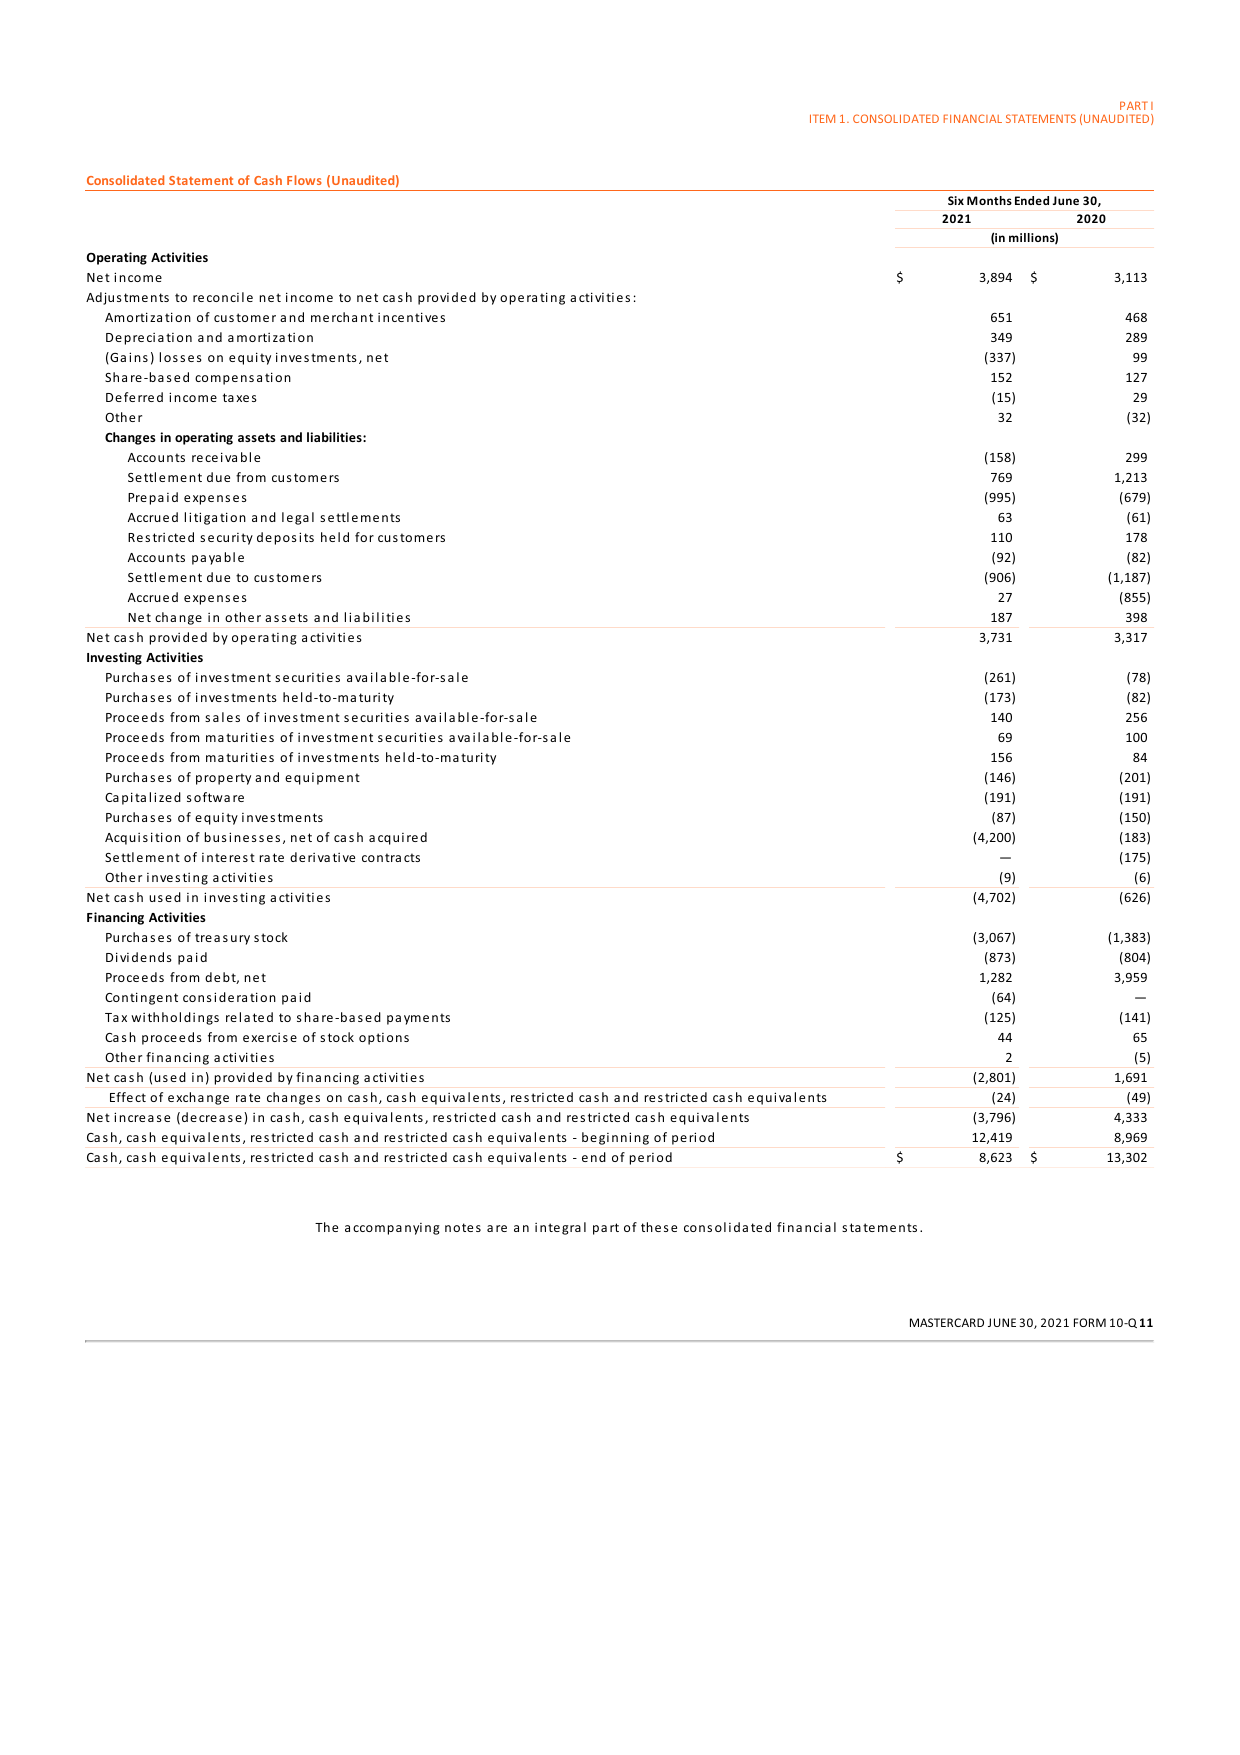 PART I
ITEM 1. CONSOLIDATED FINANCIAL STATEMENTS (UNAUDITED)
Consolidated Statement of Cash Flows (Unaudited)
Six Months Ended June 30,
2021 2020
(in millions)
Operating Activities
Net income $ 3,894 $ 3,113
Adjustments to reconcile net income to net cash provided by operating activities:
Amortization of customer and merchant incentives 651 468
Depreciation and amortization 349 289
(Gains) losses on equity investments, net (337) 99
Share-based compensation 152 127
Deferred income taxes (15) 29
Other 32 (32)
Changes in operating assets and liabilities:
Accounts receivable (158) 299
Settlement due from customers 769 1,213
Prepaid expenses (995) (679)
Accrued litigation and legal settlements 63 (61)
Restricted security deposits held for customers 110 178
Accounts payable (92) (82)
Settlement due to customers (906) (1,187)
Accrued expenses 27 (855)
Net change in other assets and liabilities 187 398
Net cash provided by operating activities 3,731 3,317
Investing Activities
Purchases of investment securities available-for-sale (261) (78)
Purchases of investments held-to-maturity (173) (82)
Proceeds from sales of investment securities available-for-sale 140 256
Proceeds from maturities of investment securities available-for-sale 69 100
Proceeds from maturities of investments held-to-maturity 156 84
Purchases of property and equipment (146) (201)
Capitalized software (191) (191)
Purchases of equity investments (87) (150)
Acquisition of businesses, net of cash acquired (4,200) (183)
Settlement of interest rate derivative contracts — (175)
Other investing activities (9) (6)
Net cash used in investing activities (4,702) (626)
Financing Activities
Purchases of treasury stock (3,067) (1,383)
Dividends paid (873) (804)
Proceeds from debt, net 1,282 3,959
Contingent consideration paid (64) —
Tax withholdings related to share-based payments (125) (141)
Cash proceeds from exercise of stock options 44 65
Other financing activities 2 (5)
Net cash (used in) provided by financing activities (2,801) 1,691
Effect of exchange rate changes on cash, cash equivalents, restricted cash and restricted cash equivalents (24) (49)
Net increase (decrease) in cash, cash equivalents, restricted cash and restricted cash equivalents (3,796) 4,333
Cash, cash equivalents, restricted cash and restricted cash equivalents - beginning of period 12,419 8,969
Cash, cash equivalents, restricted cash and restricted cash equivalents - end of period $ 8,623 $ 13,302
The accompanying notes are an integral part of these consolidated financial statements.
MASTERCARD JUNE 30, 2021 FORM 10-Q 11